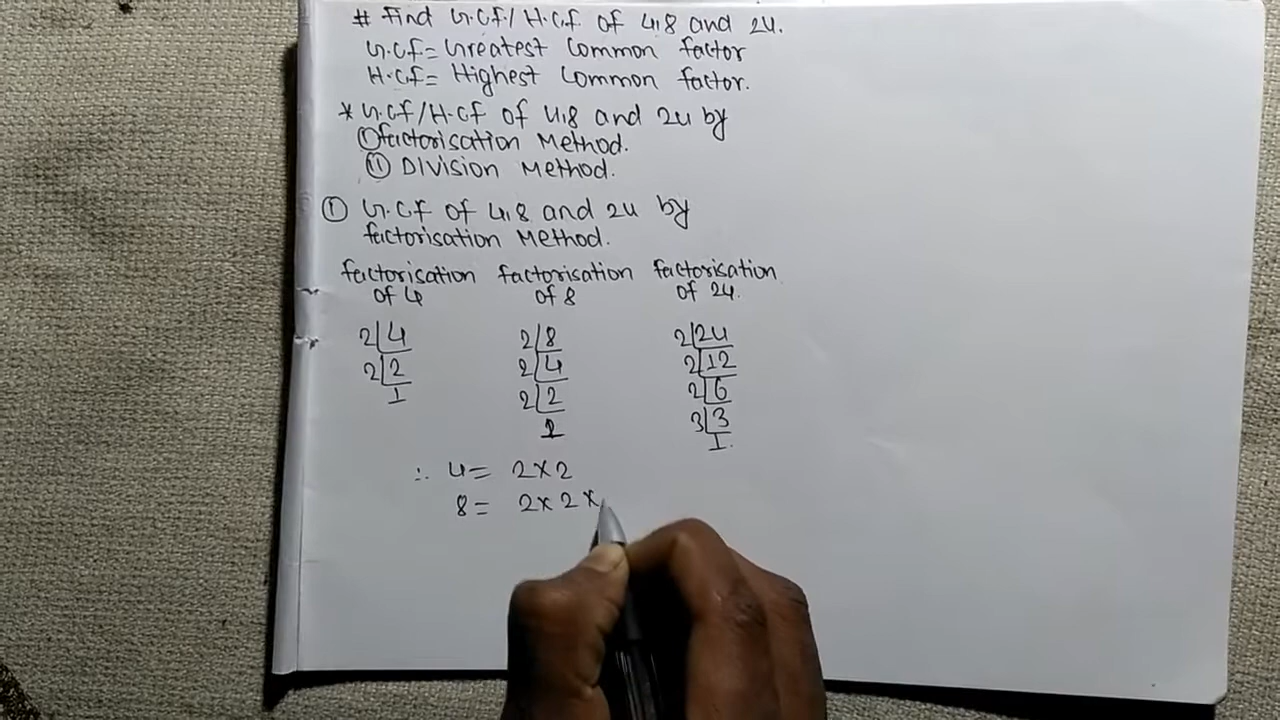 # Find G.C.F./H.C.F. of 4,8 and 24.
G.C.F= Greatest Common factor
H.C.F= Highest Common factor.
* G.C.F/H.C.F of 4,8 and 24 by
(I) factorisation Method.
(II) Division Method.
(I) G.C.F of 4,8 and 24 by
factorisation Method.
factorisation of 4
2|4
2|2
1
factorisation of 8
2|8
2|4
2|2
1
factorisation of 24.
2|24
2|12
2|6
3|3
1.
∴ 4= 2×2
8= 2×2×